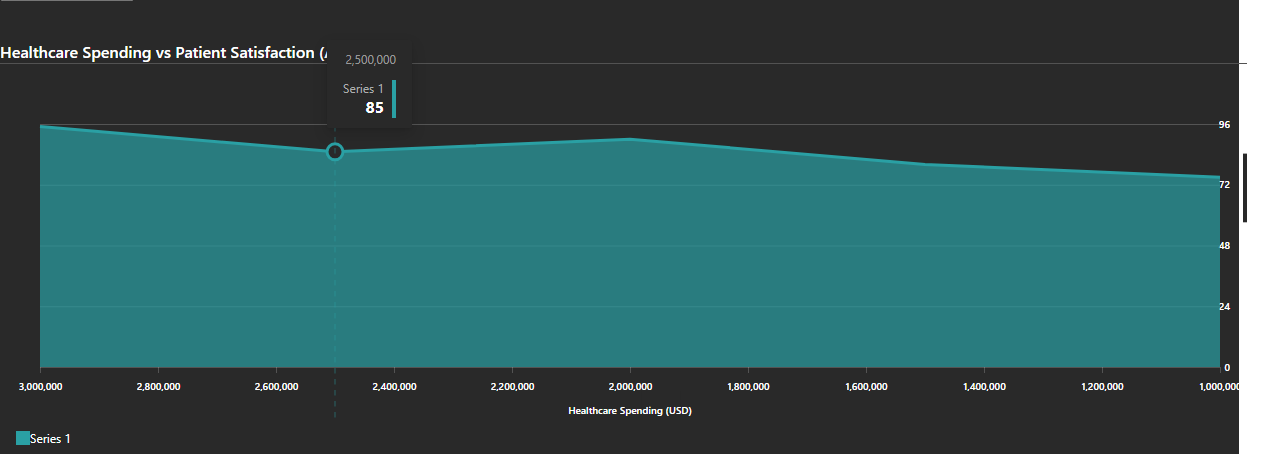 Healthcare Spending vs Patient Satisfaction (
2,500,000
Series 1
85
96
72
48
24
0
3,000,000 2,800,000 2,600,000 2,400,000 2,200,000 2,000,000 1,800,000 1,600,000 1,400,000 1,200,000 1,000,000
Healthcare Spending (USD)
Series 1